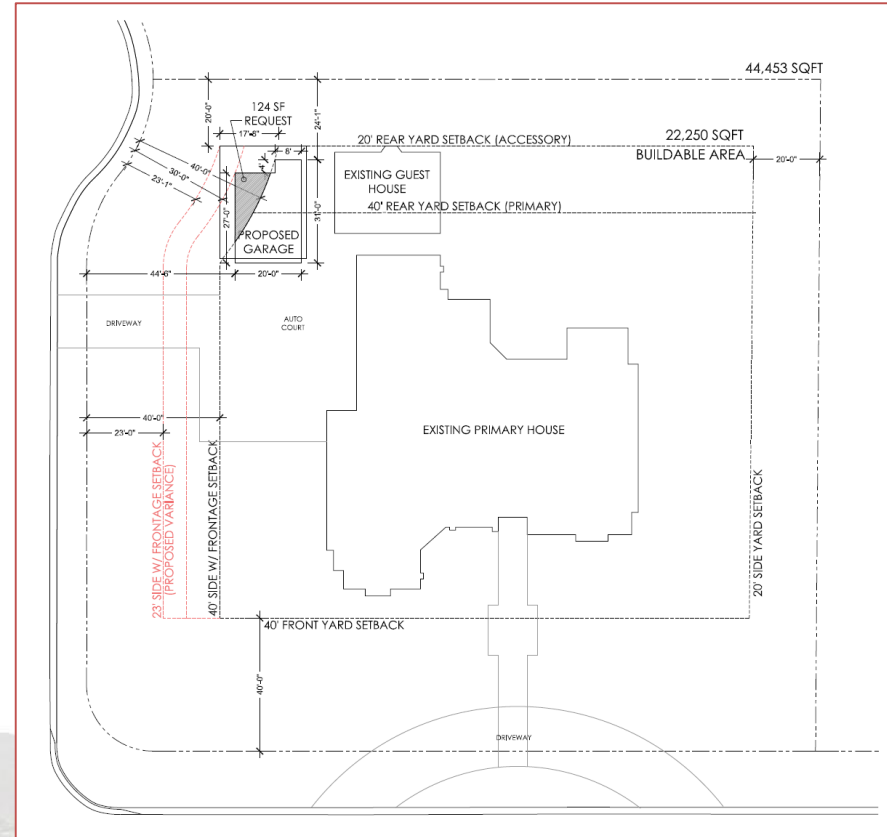 44,453 SQFT
124 SF
REQUEST
20'-0"
17'-8"
24'-1"
20' REAR YARD SETBACK (ACCESSORY)
22,250 SQFT
BUILDABLE AREA
20'-0"
40'-0"
30'-0"
23'-1"
4'
8'
EXISTING GUEST
HOUSE
31'-0"
27'-0"
40' REAR YARD SETBACK (PRIMARY)
PROPOSED
GARAGE
44'-6"
20'-0"
DRIVEWAY
AUTO
COURT
40'-0"
23'-0"
EXISTING PRIMARY HOUSE
23' SIDE W/ FRONTAGE SETBACK
(PROPOSED VARIANCE)
40' SIDE W/ FRONTAGE SETBACK
20' SIDE YARD SETBACK
40' FRONT YARD SETBACK
40'-0"
DRIVEWAY